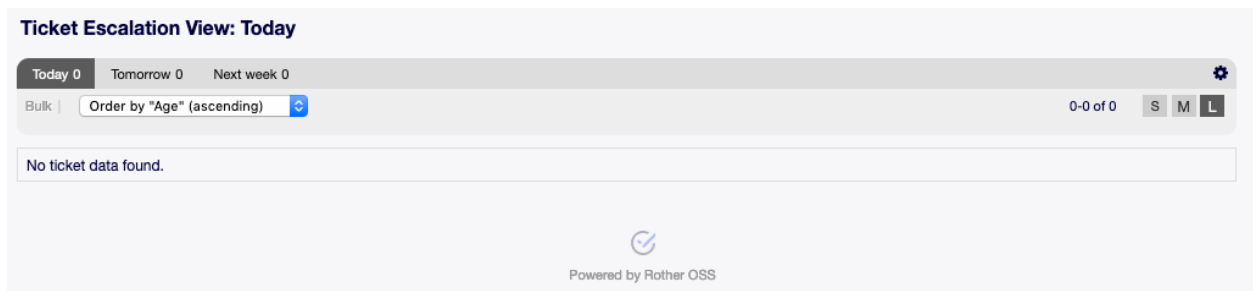 Ticket Escalation View: Today
Today 0 Tomorrow 0 Next week 0
Bulk | Order by "Age" (ascending) 0-0 of 0 S M L
No ticket data found.
Powered by Rother OSS